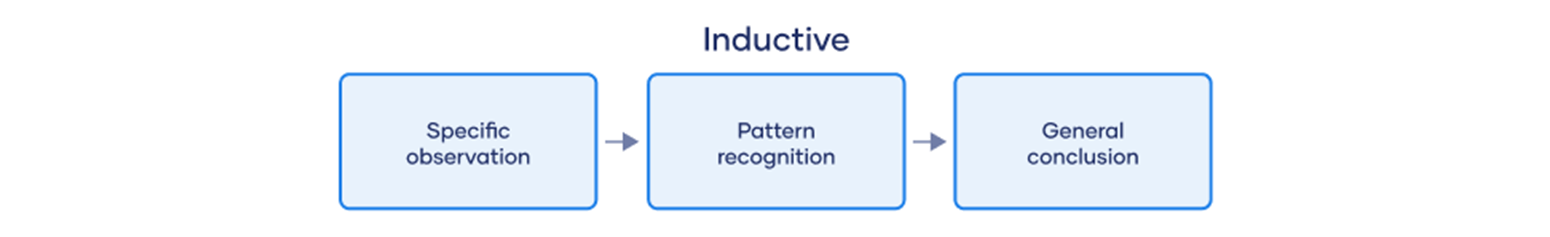 Inductive
Specific
observation
Pattern
recognition
General
conclusion